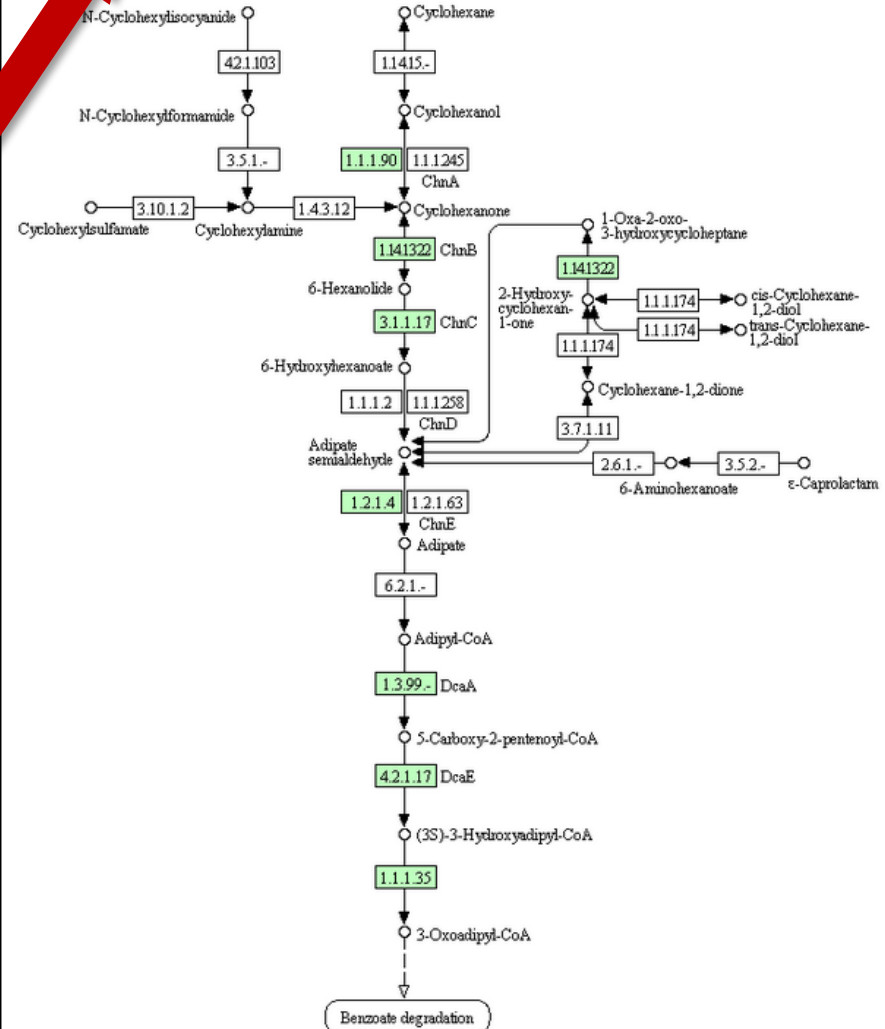 N-Cyclohexylisocyanide
Cyclohexane
4.2.1.103
1.14.15.-
N-Cyclohexylformamide
Cyclohexanol
3.5.1.-
1.1.1.90
1.1.1.245
ChnA
3.10.1.2
1.4.3.12
Cyclohexylsulfamate
Cyclohexylamine
Cyclohexanone
1-Oxa-2-oxo-
3-hydroxycycloheptane
1.14.13.22
ChnB
1.14.13.22
6-Hexanolide
2-Hydroxy-
cyclohexan-
1-one
1.1.1.174
cis-Cyclohexane-
1,2-diol
3.1.1.17
ChnC
1.1.1.174
trans-Cyclohexane-
1,2-diol
1.1.1.174
6-Hydroxyhexanoate
Cyclohexane-1,2-dione
1.1.1.2
1.1.1.258
ChnD
3.7.1.11
Adipate
semialdehyde
2.6.1.-
3.5.2.-
6-Aminohexanoate
ε-Caprolactam
1.2.1.4
1.2.1.63
ChnE
Adipate
6.2.1.-
Adipyl-CoA
1.3.99.-
DcaA
5-Carboxy-2-pentenoyl-CoA
4.2.1.17
DcaE
(3S)-3-Hydroxyadipyl-CoA
1.1.1.35
3-Oxoadipyl-CoA
Benzoate degradation